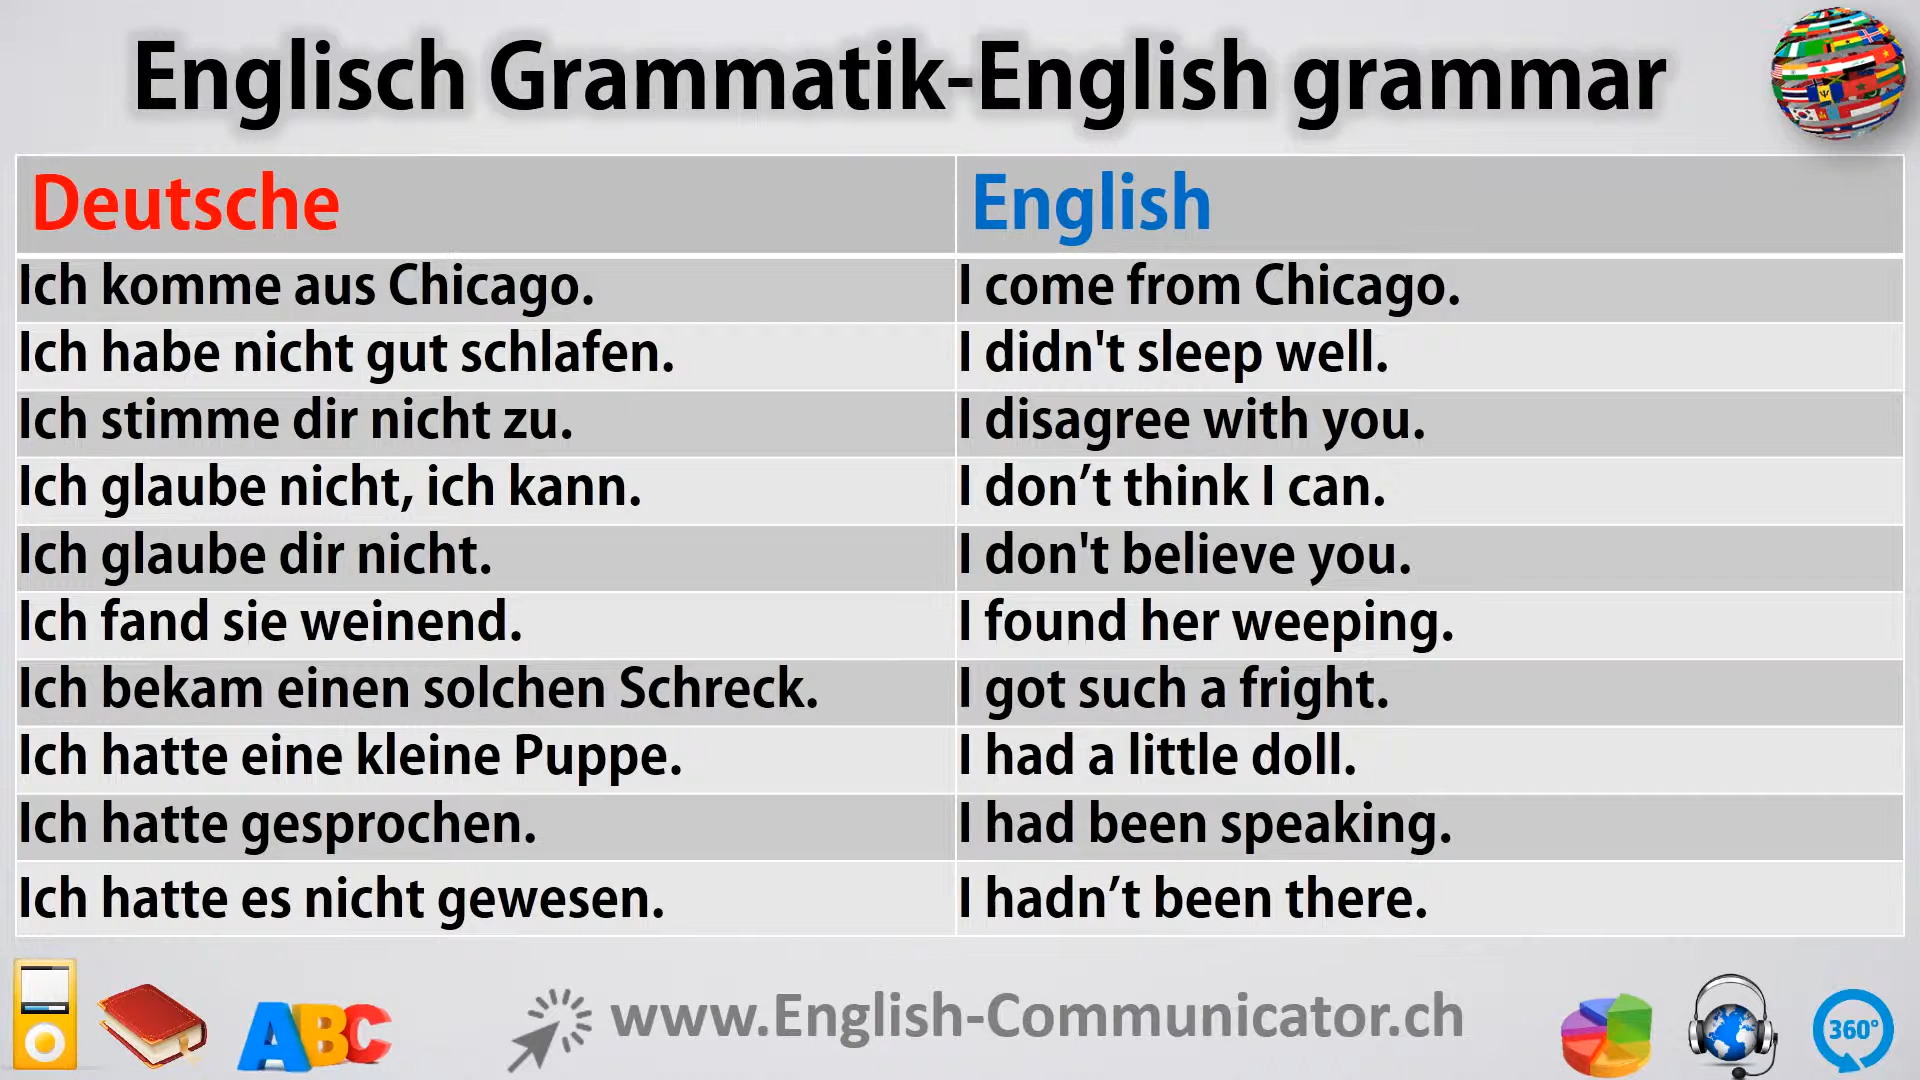 Englisch Grammatik-English grammar
Deutsche English
Ich komme aus Chicago. I come from Chicago.
Ich habe nicht gut schlafen. I didn't sleep well.
Ich stimme dir nicht zu. I disagree with you.
Ich glaube nicht, ich kann. I don’t think I can.
Ich glaube dir nicht. I don't believe you.
Ich fand sie weinend. I found her weeping.
Ich bekam einen solchen Schreck. I got such a fright.
Ich hatte eine kleine Puppe. I had a little doll.
Ich hatte gesprochen. I had been speaking.
Ich hatte es nicht gewesen. I hadn’t been there.
ABC www.English-Communicator.ch 360°